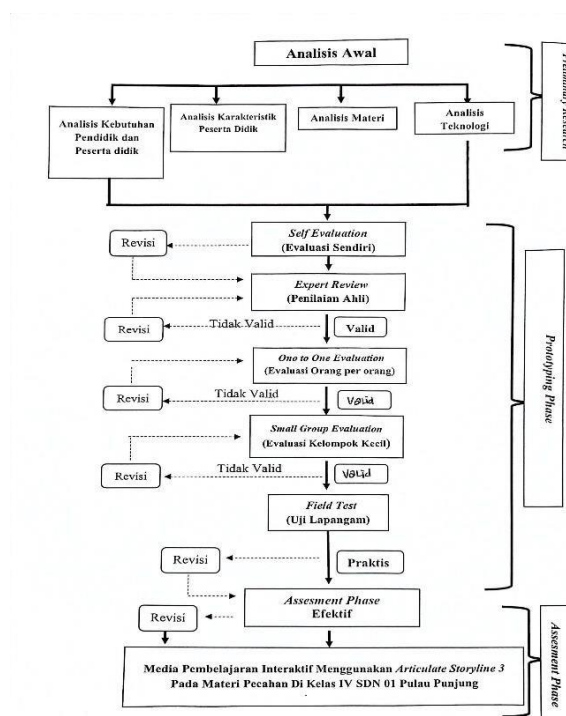 Analisis Awal
Analisis Kebutuhan
Pendidik dan
Peserta didik
Analisis Karakteristik
Peserta Didik
Analisis Materi
Analisis
Teknologi
Preliminary Research
Revisi
Self Evaluation
(Evaluasi Sendiri)
Expert Review
(Penilaian Ahli)
Revisi
Tidak Valid
Valid
Ono to One Evaluation
(Evaluasi Orang per orang)
Revisi
Tidak Valid
Valid
Small Group Evaluation
(Evaluasi Kelompok Kecil)
Revisi
Tidak Valid
Valid
Field Test
(Uji Lapangam)
Prototyping Phase
Revisi
Praktis
Assesment Phase
Efektif
Revisi
Media Pembelajaran Interaktif Menggunakan Articulate Storyline 3
Pada Materi Pecahan Di Kelas IV SDN 01 Pulau Punjung
Assesment Phase